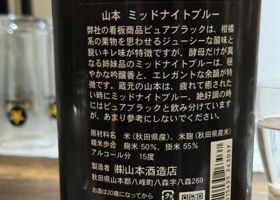 山本 ミッドナイトブルー
弊社の看板商品ピュアブラックは、柑橘
系の果物を思わせるジューシーな酸味と
鋭いキレ味が特徴ですが、酵母だけが異
なる姉妹品のミッドナイトブルーは、穏
やかな吟醸香と、エレガントな余韻が特
徴です。蔵元の山本は、疲れて癒された
い時にミッドナイトブルー、絶好調の時
にはピュアブラックと飲み分けています
が、あまり参考にしないでください。
原材料名 米(秋田県産)、米麹(秋田県産米)
精米歩合 麹米 50%、掛米 55%
アルコール分 15度
製造者 ㈱山本酒造店
秋田県山本郡八峰町八森字八森269
お酒は20歳になってから